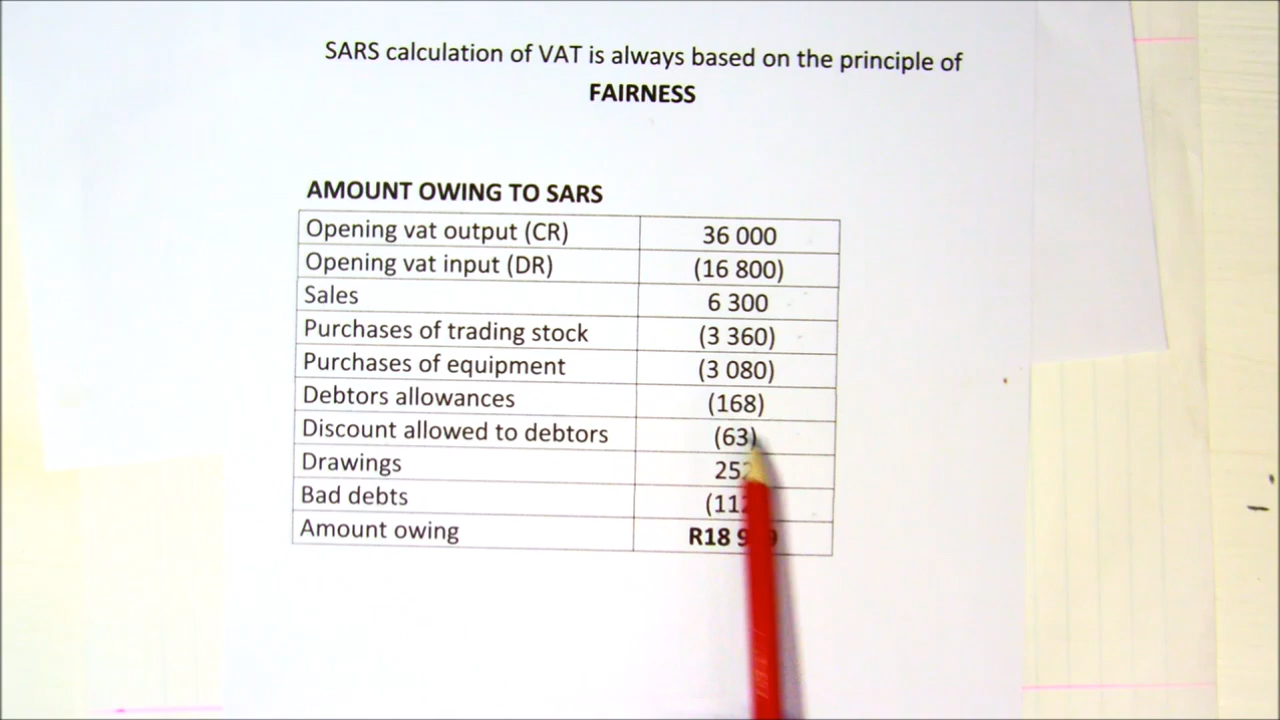 SARS calculation of VAT is always based on the principle of
FAIRNESS
AMOUNT OWING TO SARS
Opening vat output (CR) 36 000
Opening vat input (DR) (16 800)
Sales 6 300
Purchases of trading stock (3 360)
Purchases of equipment (3 080)
Debtors allowances (168)
Discount allowed to debtors (63)
Drawings
Bad debts
Amount owing R18